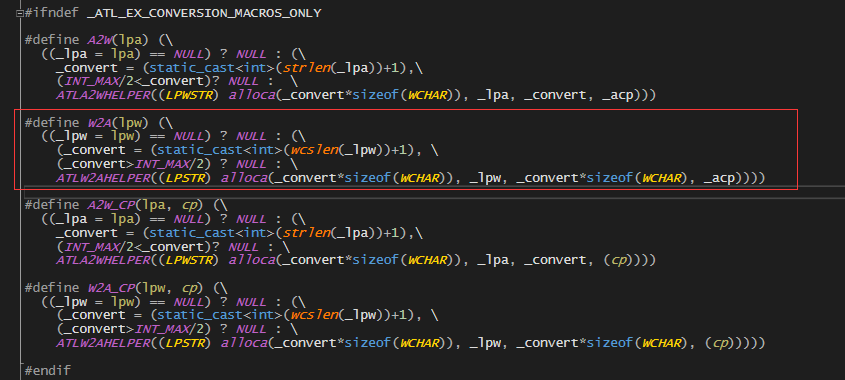 #ifndef _ATL_EX_CONVERSION_MACROS_ONLY
#define A2W(lpa) (\
((_lpa = lpa) == NULL) ? NULL : (\
_convert = (static_cast<int>(strlen(_lpa))+1),\
(INT_MAX/2<_convert)? NULL : \
ATLA2WHELPER((LPWSTR) alloca(_convert*sizeof(WCHAR)), _lpa, _convert, _acp)))
#define W2A(lpw) (\
((_lpw = lpw) == NULL) ? NULL : (\
(_convert = (static_cast<int>(wcslen(_lpw))+1), \
(_convert>INT_MAX/2) ? NULL : \
ATLW2AHELPER((LPSTR) alloca(_convert*sizeof(WCHAR)), _lpw, _convert*sizeof(WCHAR), _acp))))
#define A2W_CP(lpa, cp) (\
((_lpa = lpa) == NULL) ? NULL : (\
_convert = (static_cast<int>(strlen(_lpa))+1),\
(INT_MAX/2<_convert)? NULL : \
ATLA2WHELPER((LPWSTR) alloca(_convert*sizeof(WCHAR)), _lpa, _convert, (cp))))
#define W2A_CP(lpw, cp) (\
((_lpw = lpw) == NULL) ? NULL : (\
(_convert = (static_cast<int>(wcslen(_lpw))+1), \
(_convert>INT_MAX/2) ? NULL : \
ATLW2AHELPER((LPSTR) alloca(_convert*sizeof(WCHAR)), _lpw, _convert*sizeof(WCHAR), (cp)))))
#endif